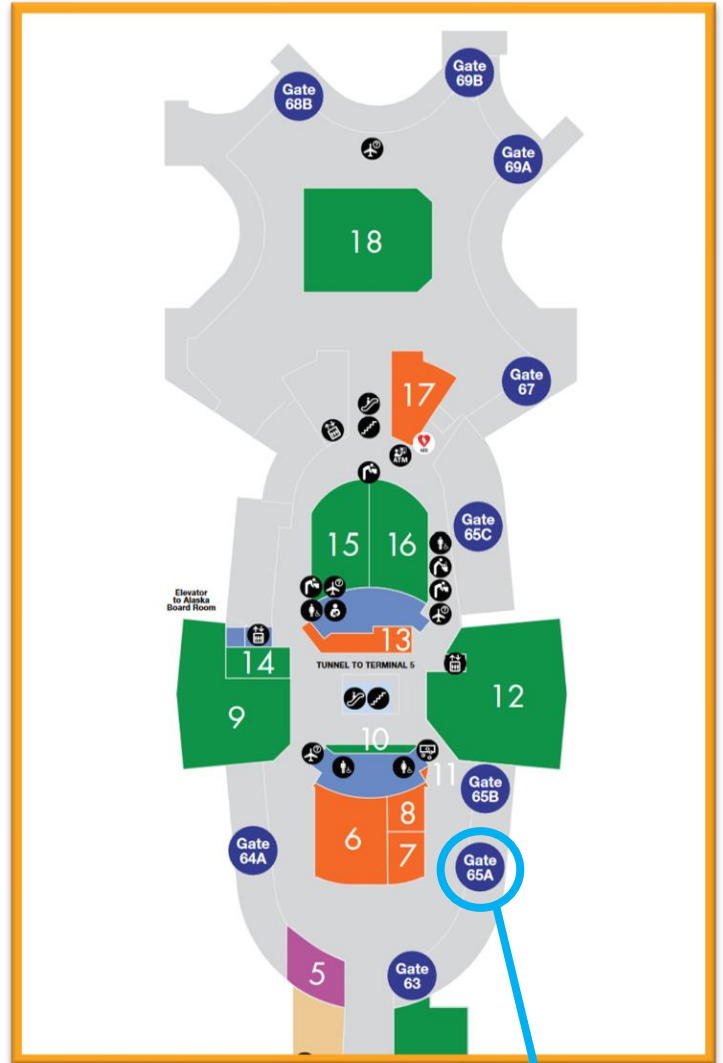 Gate
69B
Gate
68B
Gate
69A
18
Gate
67
17
ATM
AED
Gate
65C
15
16
Elevator
to Alaska
Board Room
13
TUNNEL TO TERMINAL 5
14
9
12
10
11
Gate
65B
8
6
7
Gate
64A
Gate
65A
5
Gate
63